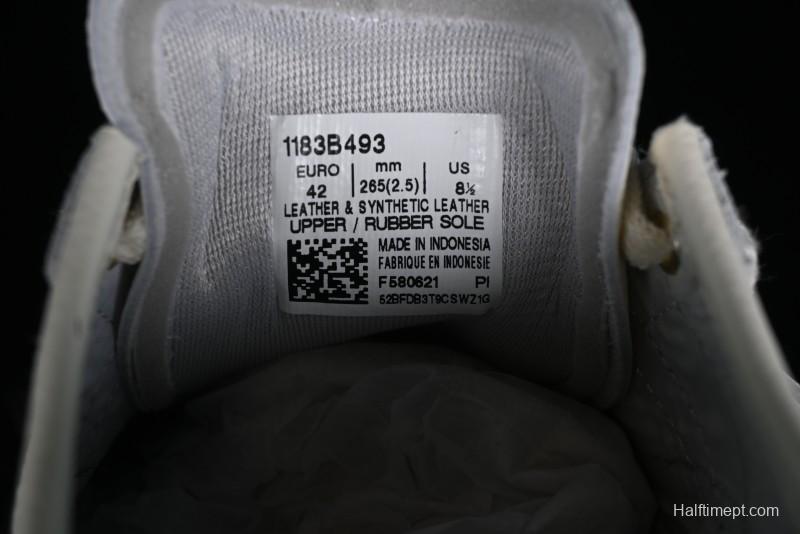 1183B493
EURO mm US
42 265(2.5) 8½
LEATHER & SYNTHETIC LEATHER
UPPER / RUBBER SOLE
MADE IN INDONESIA
FABRIQUE EN INDONESIE
F580621 PI
52BFDB3T9CSWZ1G
Halftimept.com